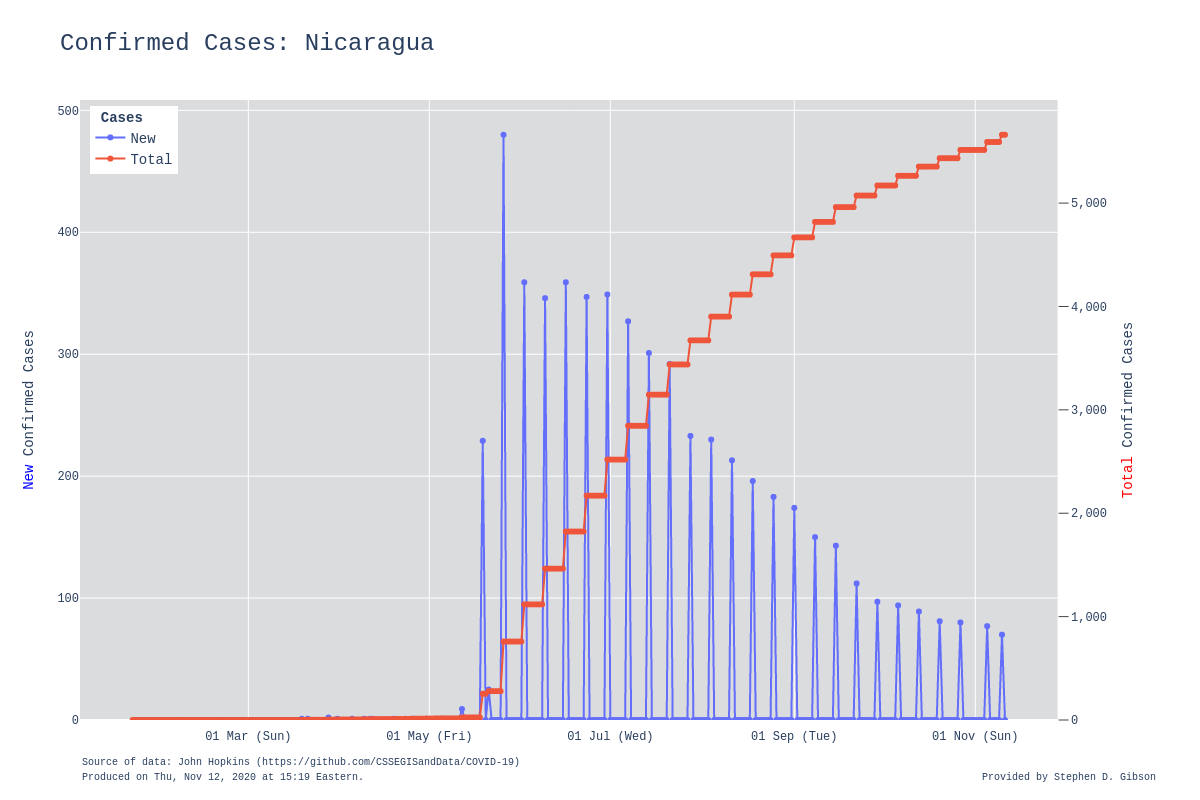 Confirmed Cases: Nicaragua
Cases
New
Total
500
400
300
200
100
0
5,000
4,000
3,000
2,000
1,000
0
New Confirmed Cases
Total Confirmed Cases
01 Mar (Sun)
01 May (Fri)
01 Jul (Wed)
01 Sep (Tue)
01 Nov (Sun)
Source of data: John Hopkins (https://github.com/CSSEGISandData/COVID-19)
Produced on Thu, Nov 12, 2020 at 15:19 Eastern.
Provided by Stephen D. Gibson